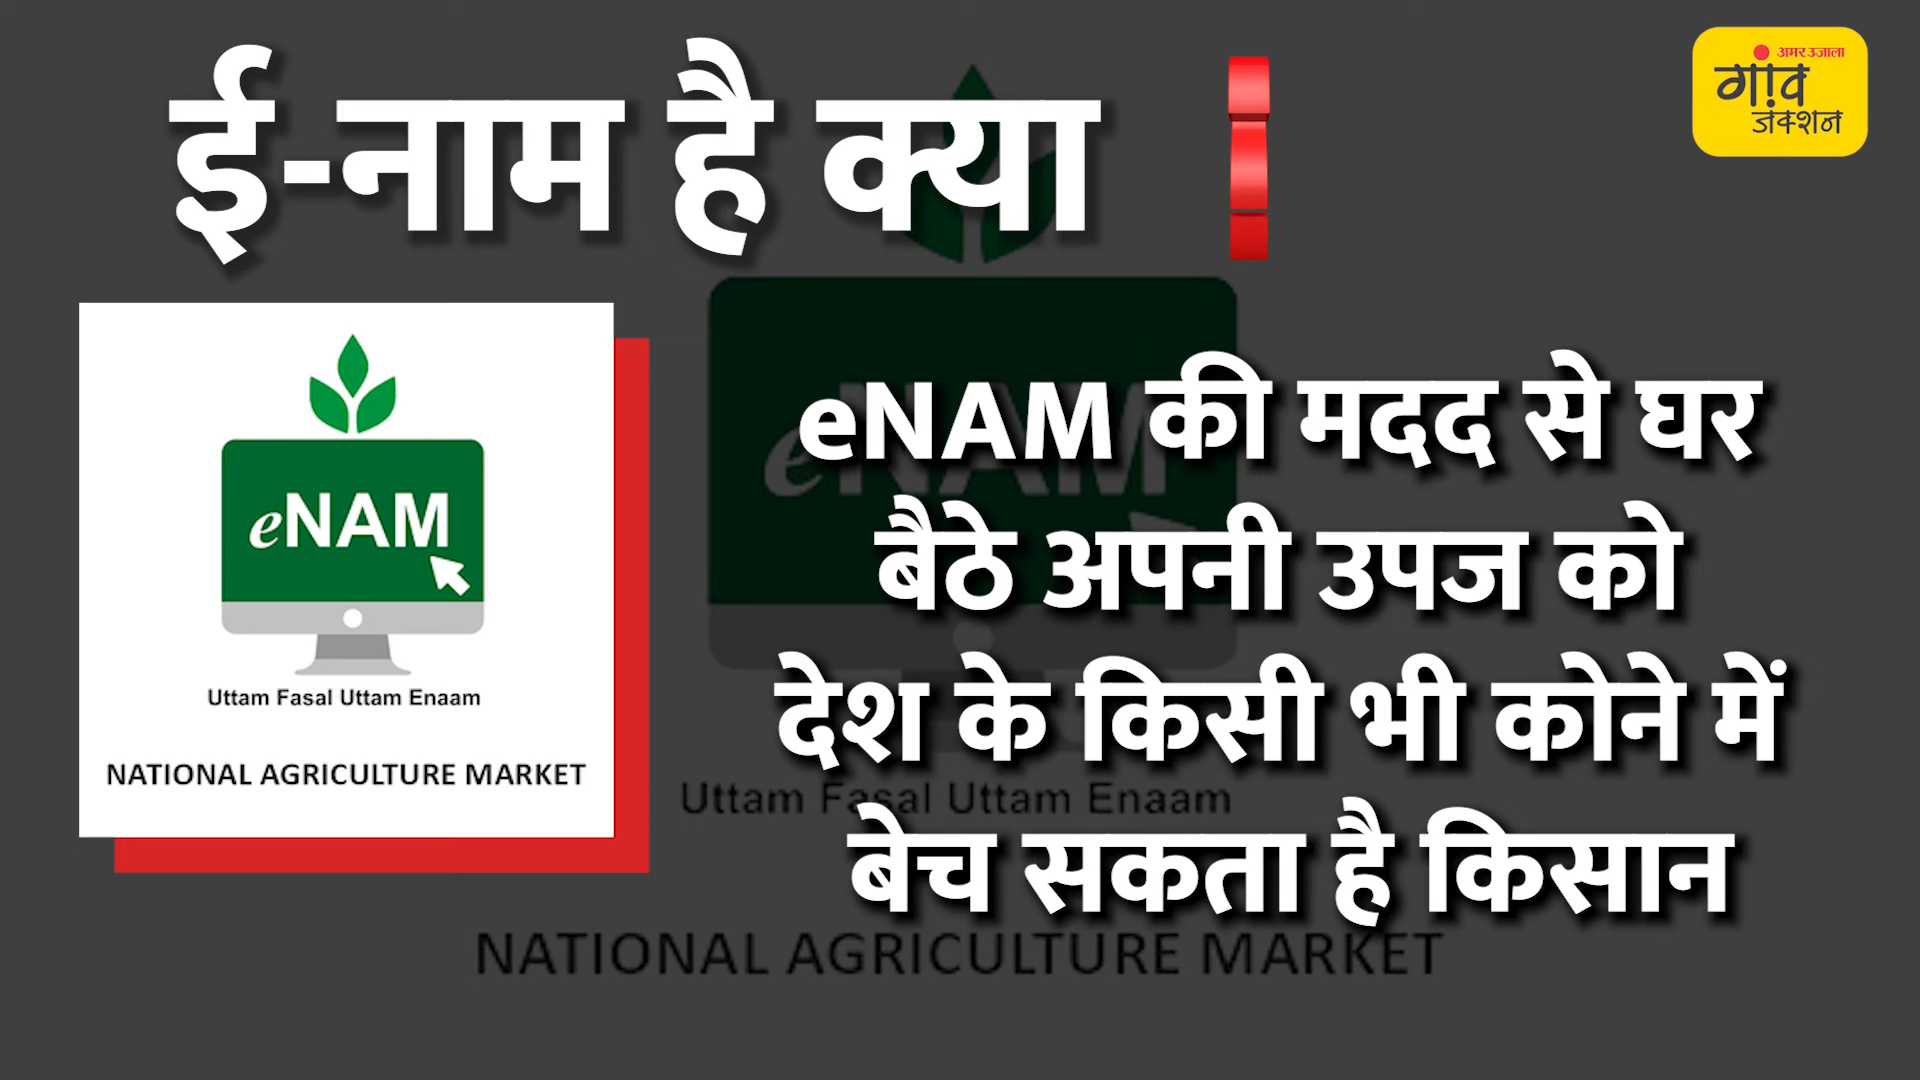 ई-नाम है क्या
अमर उजाला
गांव
जंक्शन
eNAM
Uttam Fasal Uttam Enaam
NATIONAL AGRICULTURE MARKET
eNAM की मदद से घर
बैठे अपनी उपज को
देश के किसी भी कोने में
बेच सकता है किसान
eNAM
Uttam Fasal Uttam Enaam
NATIONAL AGRICULTURE MARKET